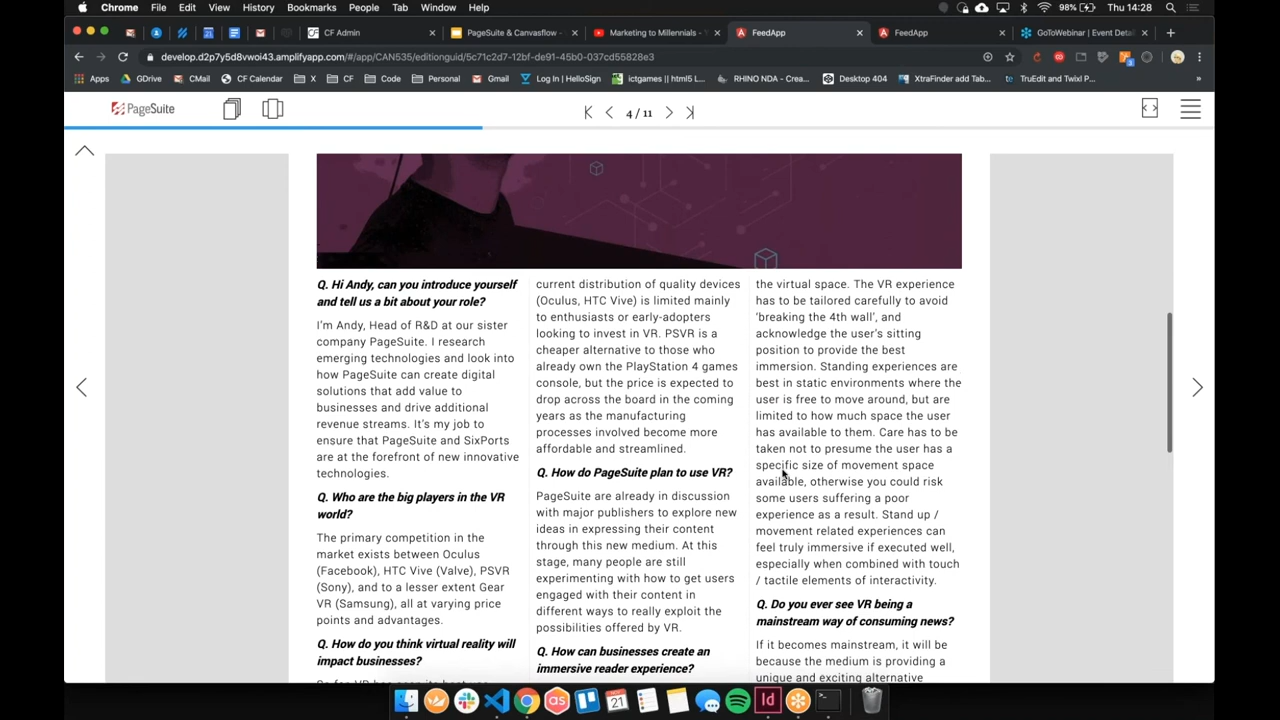 Chrome File Edit View History Bookmarks People Tab Window Help
98% Thu 14:28
CF Admin
PageSuite & Canvasflow -
Marketing to Millennials - Y
FeedApp
FeedApp
GoToWebinar | Event Detail
develop.d2p7y5d8vwoi43.amplifyapp.com/#/app/CAN535/editionguid/5c71c2d7-12bf-de91-45b0-037cd55828e3
Apps GDrive CMail CF Calendar X CF Code Personal Gmail Log In | HelloSign ictgames | html5 I... RHINO NDA - Crea... Desktop 404 XtraFinder add Tab... TruEdit and Twixl P...
PageSuite
4 / 11
Q. Hi Andy, can you introduce yourself
and tell us a bit about your role?
I'm Andy, Head of R&D at our sister
company PageSuite. I research
emerging technologies and look into
how PageSuite can create digital
solutions that add value to
businesses and drive additional
revenue streams. It's my job to
ensure that PageSuite and SixPorts
are at the forefront of new innovative
technologies.
Q. Who are the big players in the VR
world?
The primary competition in the
market exists between Oculus
(Facebook), HTC Vive (Valve), PSVR
(Sony), and to a lesser extent Gear
VR (Samsung), all at varying price
points and advantages.
Q. How do you think virtual reality will
impact businesses?
current distribution of quality devices
(Oculus, HTC Vive) is limited mainly
to enthusiasts or early-adopters
looking to invest in VR. PSVR is a
cheaper alternative to those who
already own the PlayStation 4 games
console, but the price is expected to
drop across the board in the coming
years as the manufacturing
processes involved become more
affordable and streamlined.
Q. How do PageSuite plan to use VR?
PageSuite are already in discussion
with major publishers to explore new
ideas in expressing their content
through this new medium. At this
stage, many people are still
experimenting with how to get users
engaged with their content in
different ways to really exploit the
possibilities offered by VR.
Q. How can businesses create an
immersive reader experience?
the virtual space. The VR experience
has to be tailored carefully to avoid
'breaking the 4th wall', and
acknowledge the user's sitting
position to provide the best
immersion. Standing experiences are
best in static environments where the
user is free to move around, but are
limited to how much space the user
has available to them. Care has to be
taken not to presume the user has a
specific size of movement space
available, otherwise you could risk
some users suffering a poor
experience as a result. Stand up /
movement related experiences can
feel truly immersive if executed well,
especially when combined with touch
/ tactile elements of interactivity.
Q. Do you ever see VR being a
mainstream way of consuming news?
If it becomes mainstream, it will be
because the medium is providing a
unique and exciting alternative